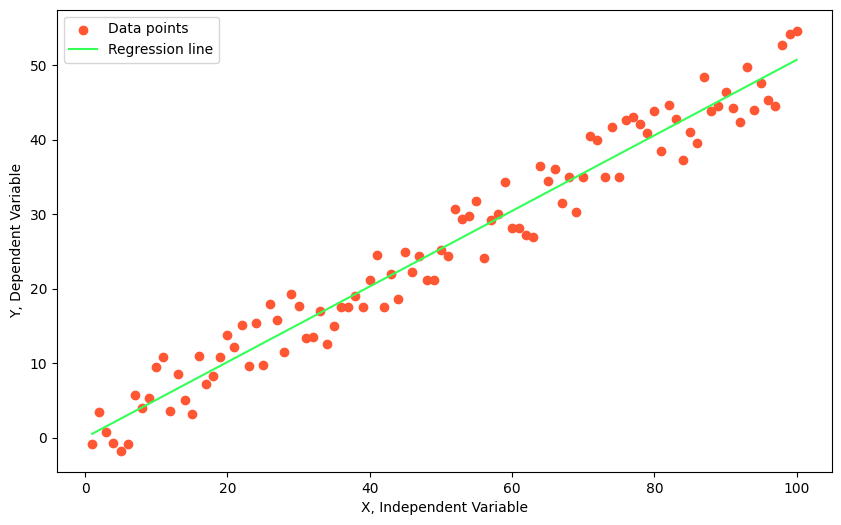 Data points
Regression line
50
40
30
20
10
0
Y, Dependent Variable
0 20 40 60 80 100
X, Independent Variable